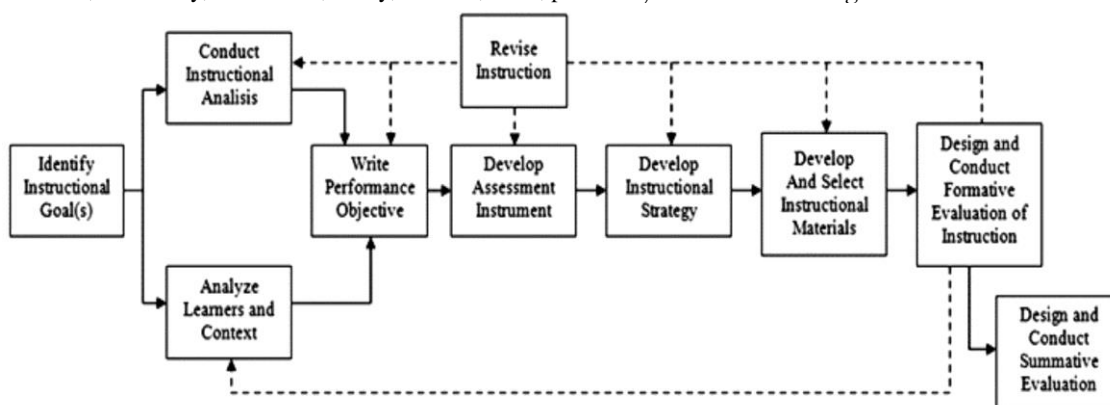 Conduct
Instructional
Analisis
Revise
Instruction
Identify
Instructional
Goal(s)
Write
Performance
Objective
Develop
Assessment
Instrument
Develop
Instructional
Strategy
Develop
And Select
Instructional
Materials
Design and
Conduct
Formative
Evaluation of
Instruction
Analyze
Learners and
Context
Design and
Conduct
Summative
Evaluation